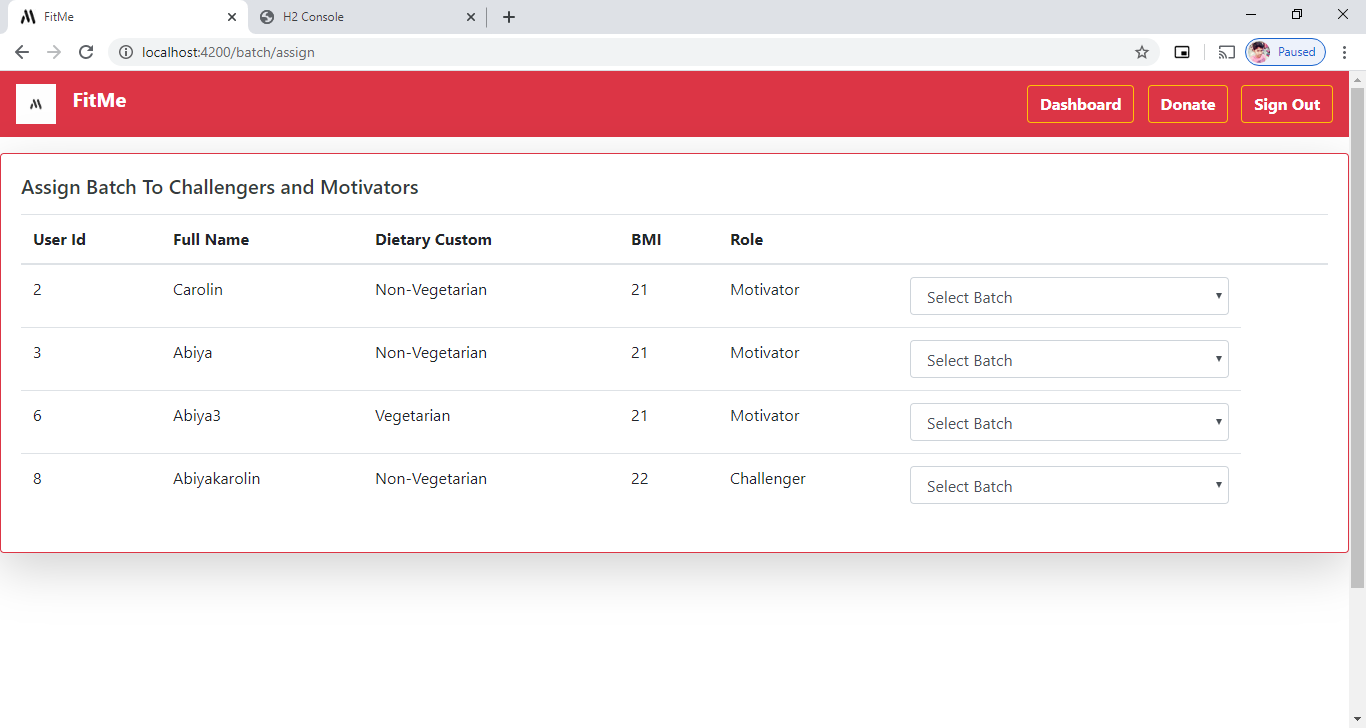 FitMe
H2 Console
localhost:4200/batch/assign
Paused
FitMe
Dashboard Donate Sign Out
Assign Batch To Challengers and Motivators
User Id Full Name Dietary Custom BMI Role
2 Carolin Non-Vegetarian 21 Motivator Select Batch
3 Abiya Non-Vegetarian 21 Motivator Select Batch
6 Abiya3 Vegetarian 21 Motivator Select Batch
8 Abiyakarolin Non-Vegetarian 22 Challenger Select Batch